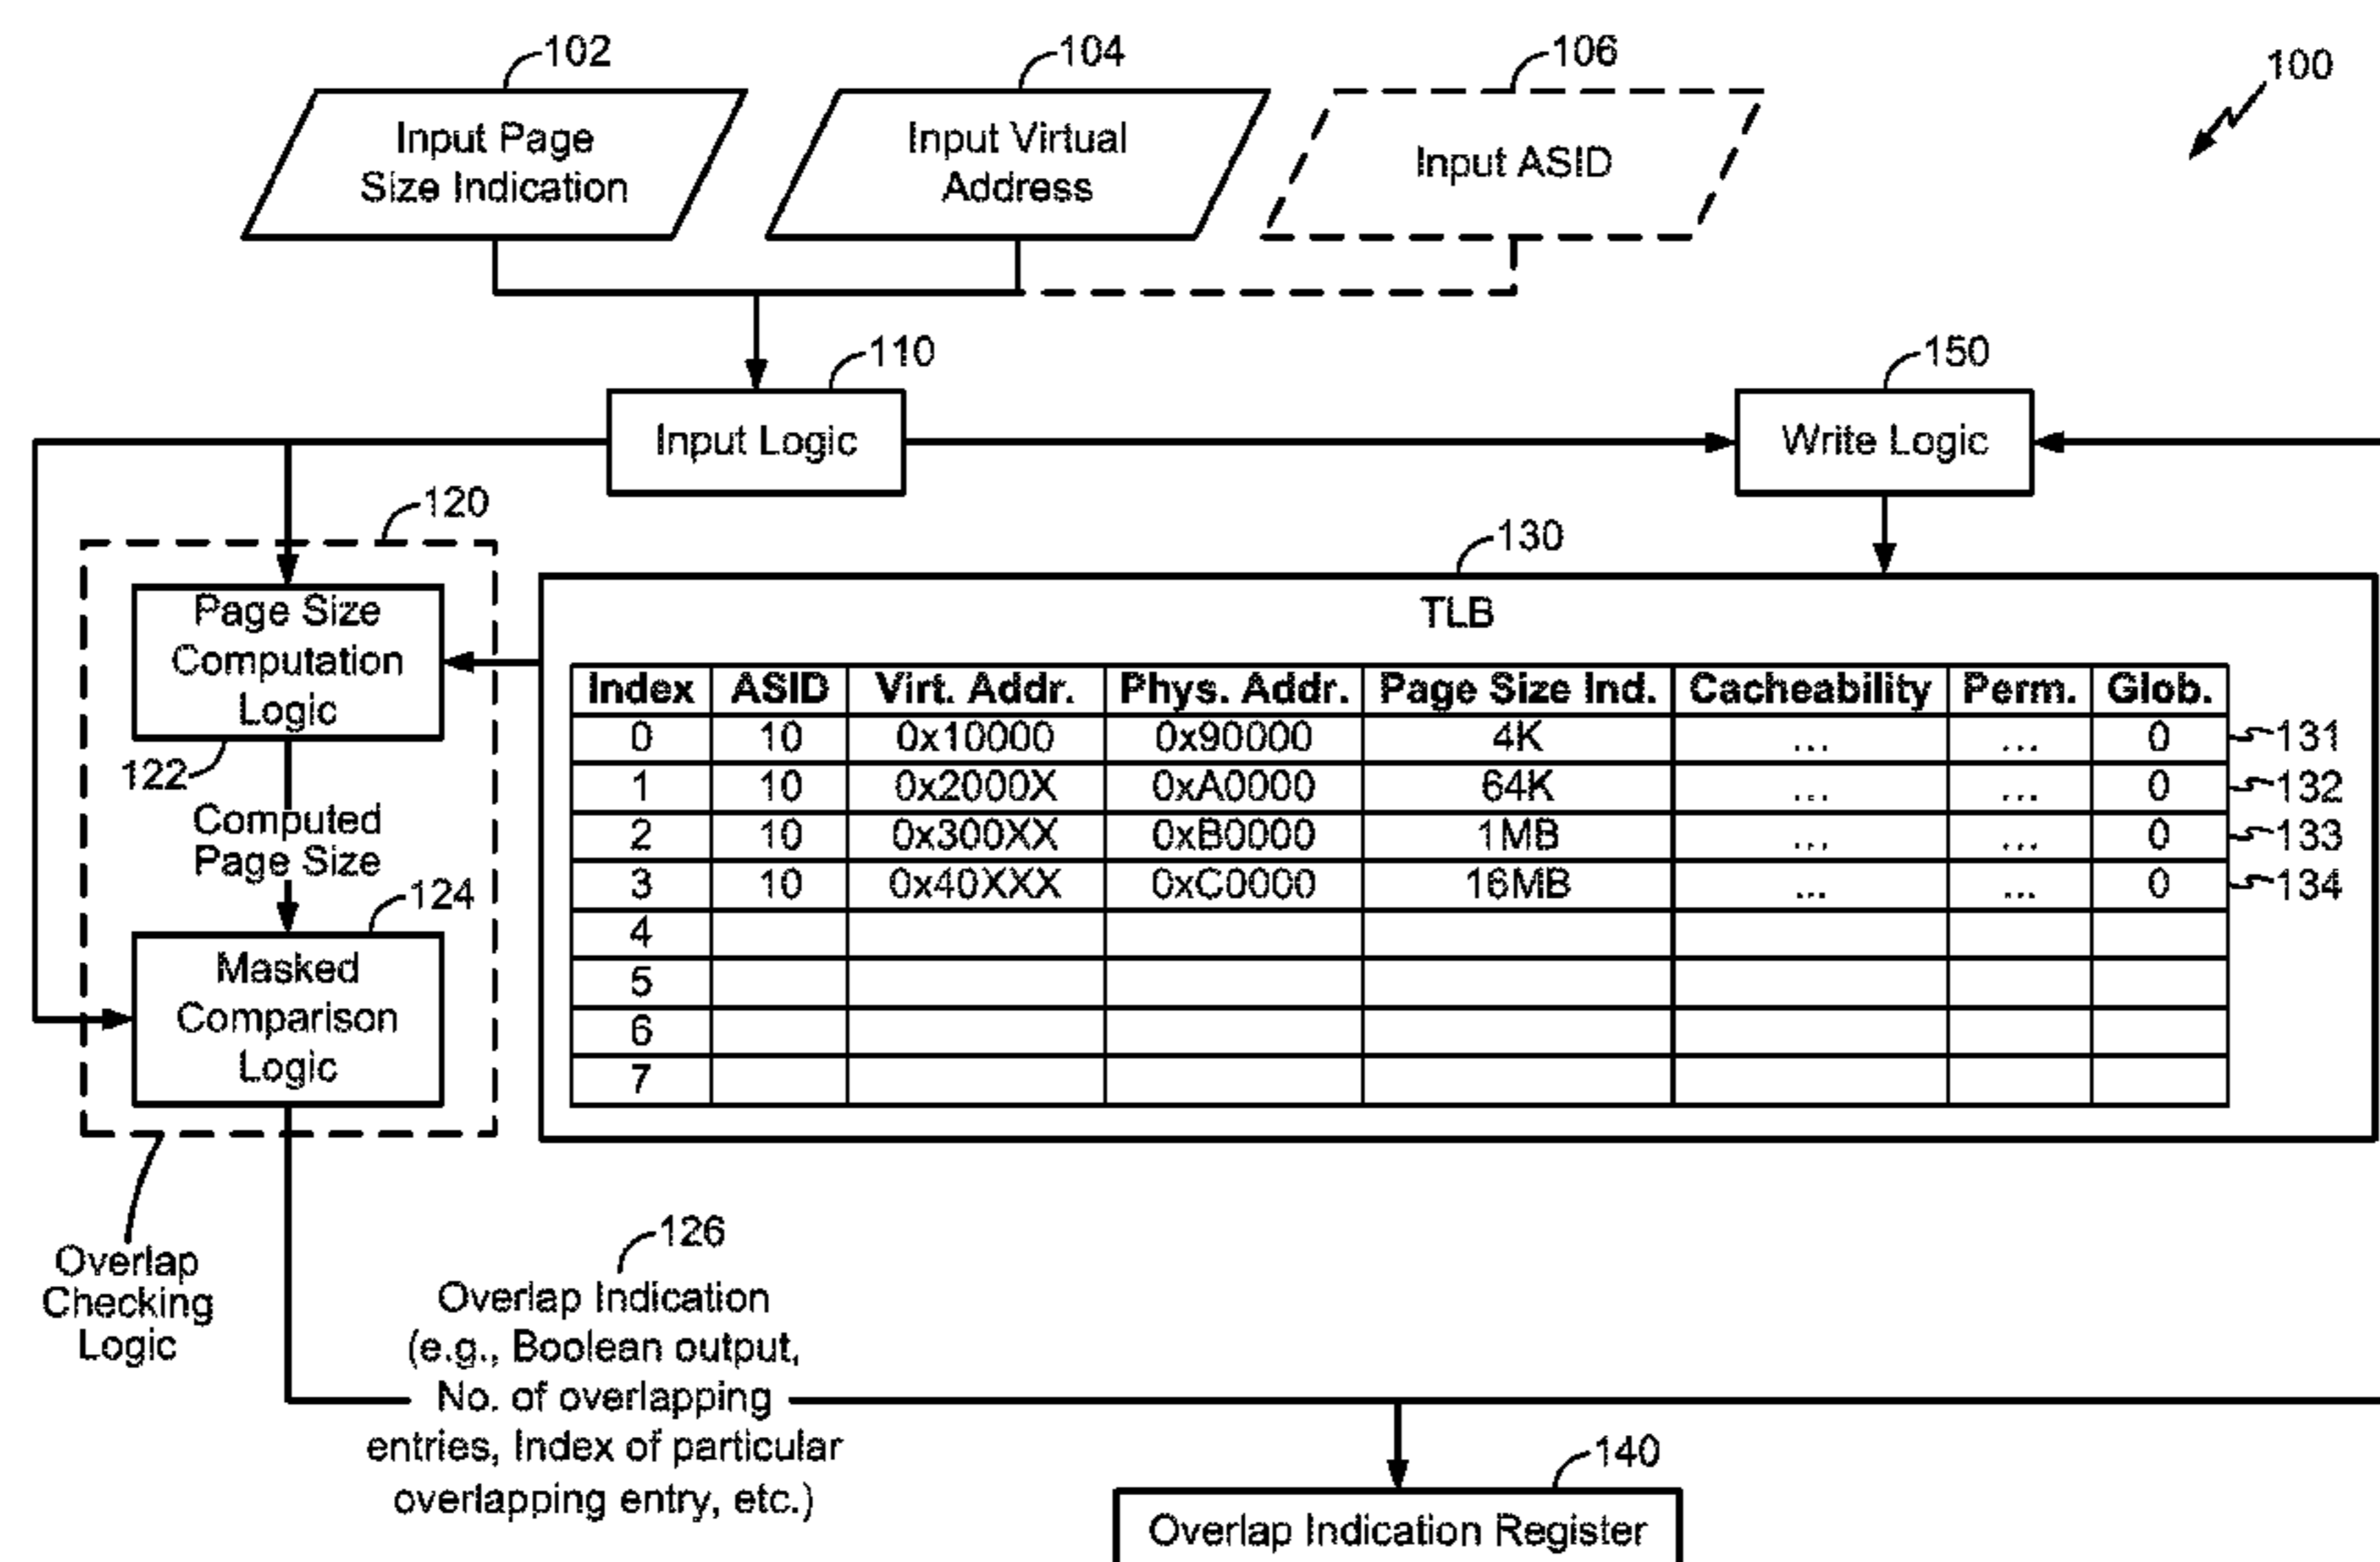 102
104
106
100
Input Page
Size Indication
Input Virtual
Address
Input ASID
110
150
Input Logic
Write Logic
120
130
Page Size
Computation
Logic
122
Computed
Page Size
124
Masked
Comparison
Logic
TLB
Index ASID Virt. Addr. Phys. Addr. Page Size Ind. Cacheability Perm. Glob.
0 10 0x10000 0x90000 4K ... ... 0 131
1 10 0x2000X 0xA0000 64K ... ... 0 132
2 10 0x300XX 0xB0000 1MB ... ... 0 133
3 10 0x40XXX 0xC0000 16MB ... ... 0 134
4
5
6
7
Overlap
Checking
Logic
126
Overlap Indication
(e.g., Boolean output,
No. of overlapping
entries, Index of particular
overlapping entry, etc.)
140
Overlap Indication Register